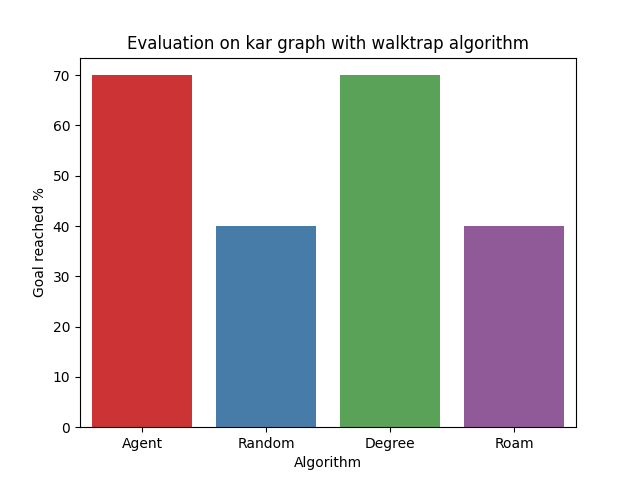 Evaluation on kar graph with walktrap algorithm
Goal reached %
70
60
50
40
30
20
10
0
Agent Random Degree Roam
Algorithm